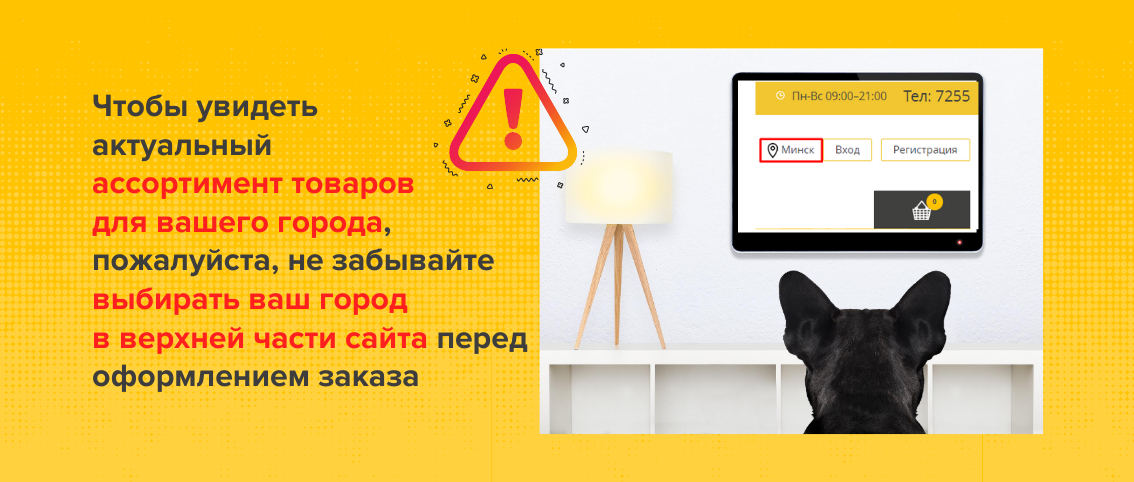 Чтобы увидеть
актуальный
ассортимент товаров
для вашего города,
пожалуйста, не забывайте
выбирать ваш город
в верхней части сайта перед
оформлением заказа
Пн-Вс 09:00–21:00 Тел: 7255
Минск Вход Регистрация
0